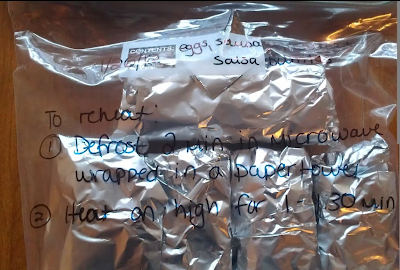 CONTENTS: eggs, sausa
Salsa
To reheat:
① Defrost 2 min in microwave
wrapped in a paper towel
② Heat on high for 1 - 1 30 min